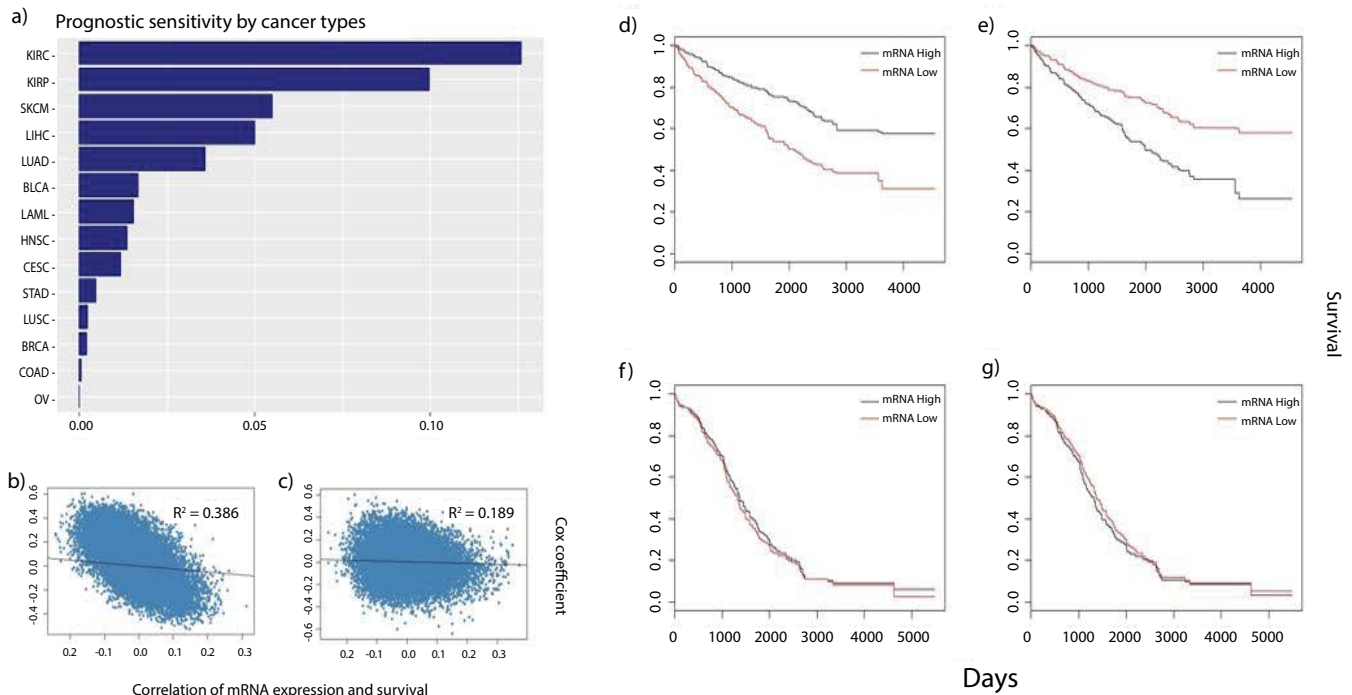 a) Prognostic sensitivity by cancer types
KIRC -
KIRP -
SKCM -
LIHC -
LUAD -
BLCA -
LAML -
HNSC -
CESC -
STAD -
LUSC -
BRCA -
COAD -
OV -
0.00 0.05 0.10
b)
R² = 0.386
0.6
0.4
0.2
0.0
-0.2
-0.4
0.2 -0.1 0.0 0.1 0.2 0.3
c)
R² = 0.189
0.6
0.4
0.2
0.0
-0.2
-0.4
-0.6
0.2 -0.1 0.0 0.1 0.2 0.3
Cox coefficient
Correlation of mRNA expression and survival
d)
mRNA High
mRNA Low
1.0
0.8
0.6
0.4
0.2
0.0
0 1000 2000 3000 4000
e)
mRNA High
mRNA Low
1.0
0.8
0.6
0.4
0.2
0.0
0 1000 2000 3000 4000
Survival
f)
mRNA High
mRNA Low
1.0
0.8
0.6
0.4
0.2
0.0
0 1000 2000 3000 4000 5000
g)
mRNA High
mRNA Low
1.0
0.8
0.6
0.4
0.2
0.0
0 1000 2000 3000 4000 5000
Days